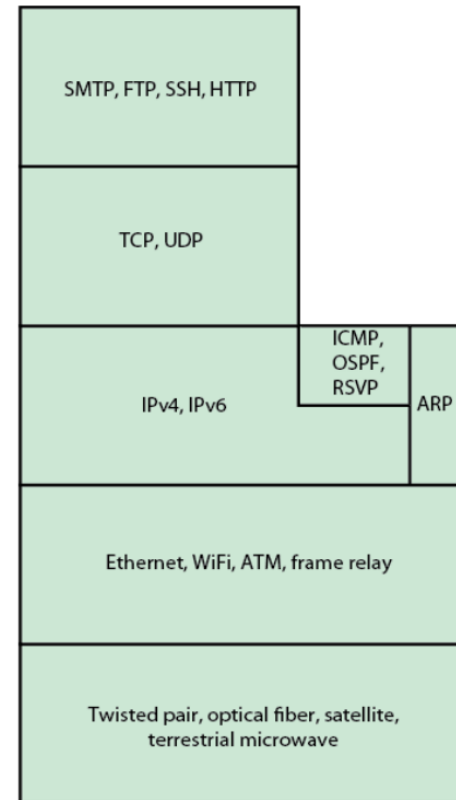 SMTP, FTP, SSH, HTTP
TCP, UDP
ICMP,
OSPF,
RSVP
ARP
IPv4, IPv6
Ethernet, WiFi, ATM, frame relay
Twisted pair, optical fiber, satellite,
terrestrial microwave